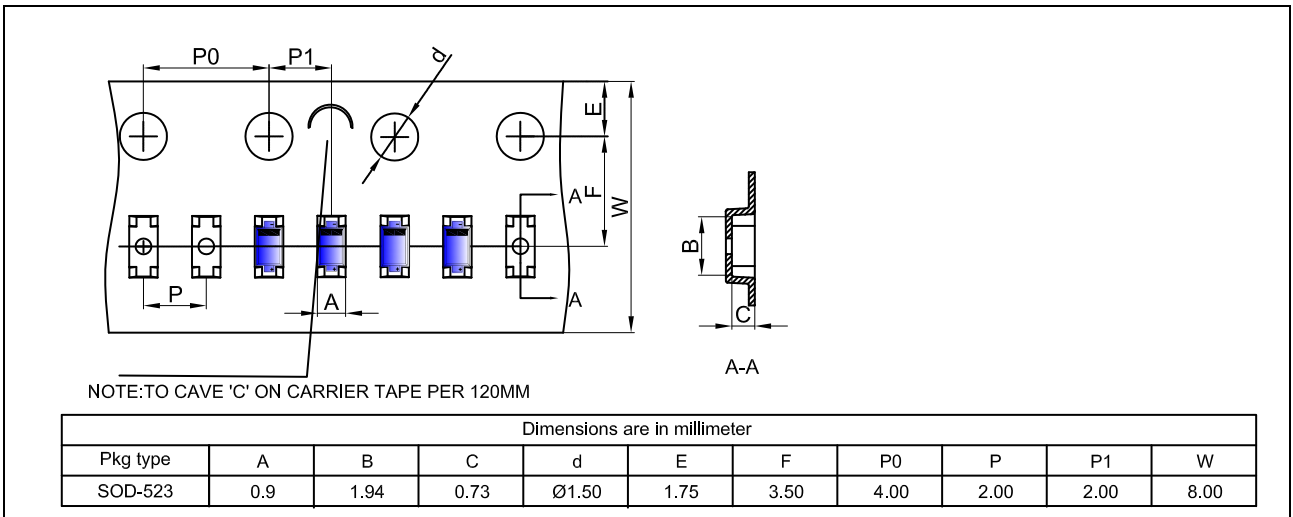 P0 P1 d
E
F
W
A
A
P
A
B
C
A-A
NOTE:TO CAVE 'C' ON CARRIER TAPE PER 120MM
Dimensions are in millimeter
Pkg type A B C d E F P0 P P1 W
SOD-523 0.9 1.94 0.73 Ø1.50 1.75 3.50 4.00 2.00 2.00 8.00